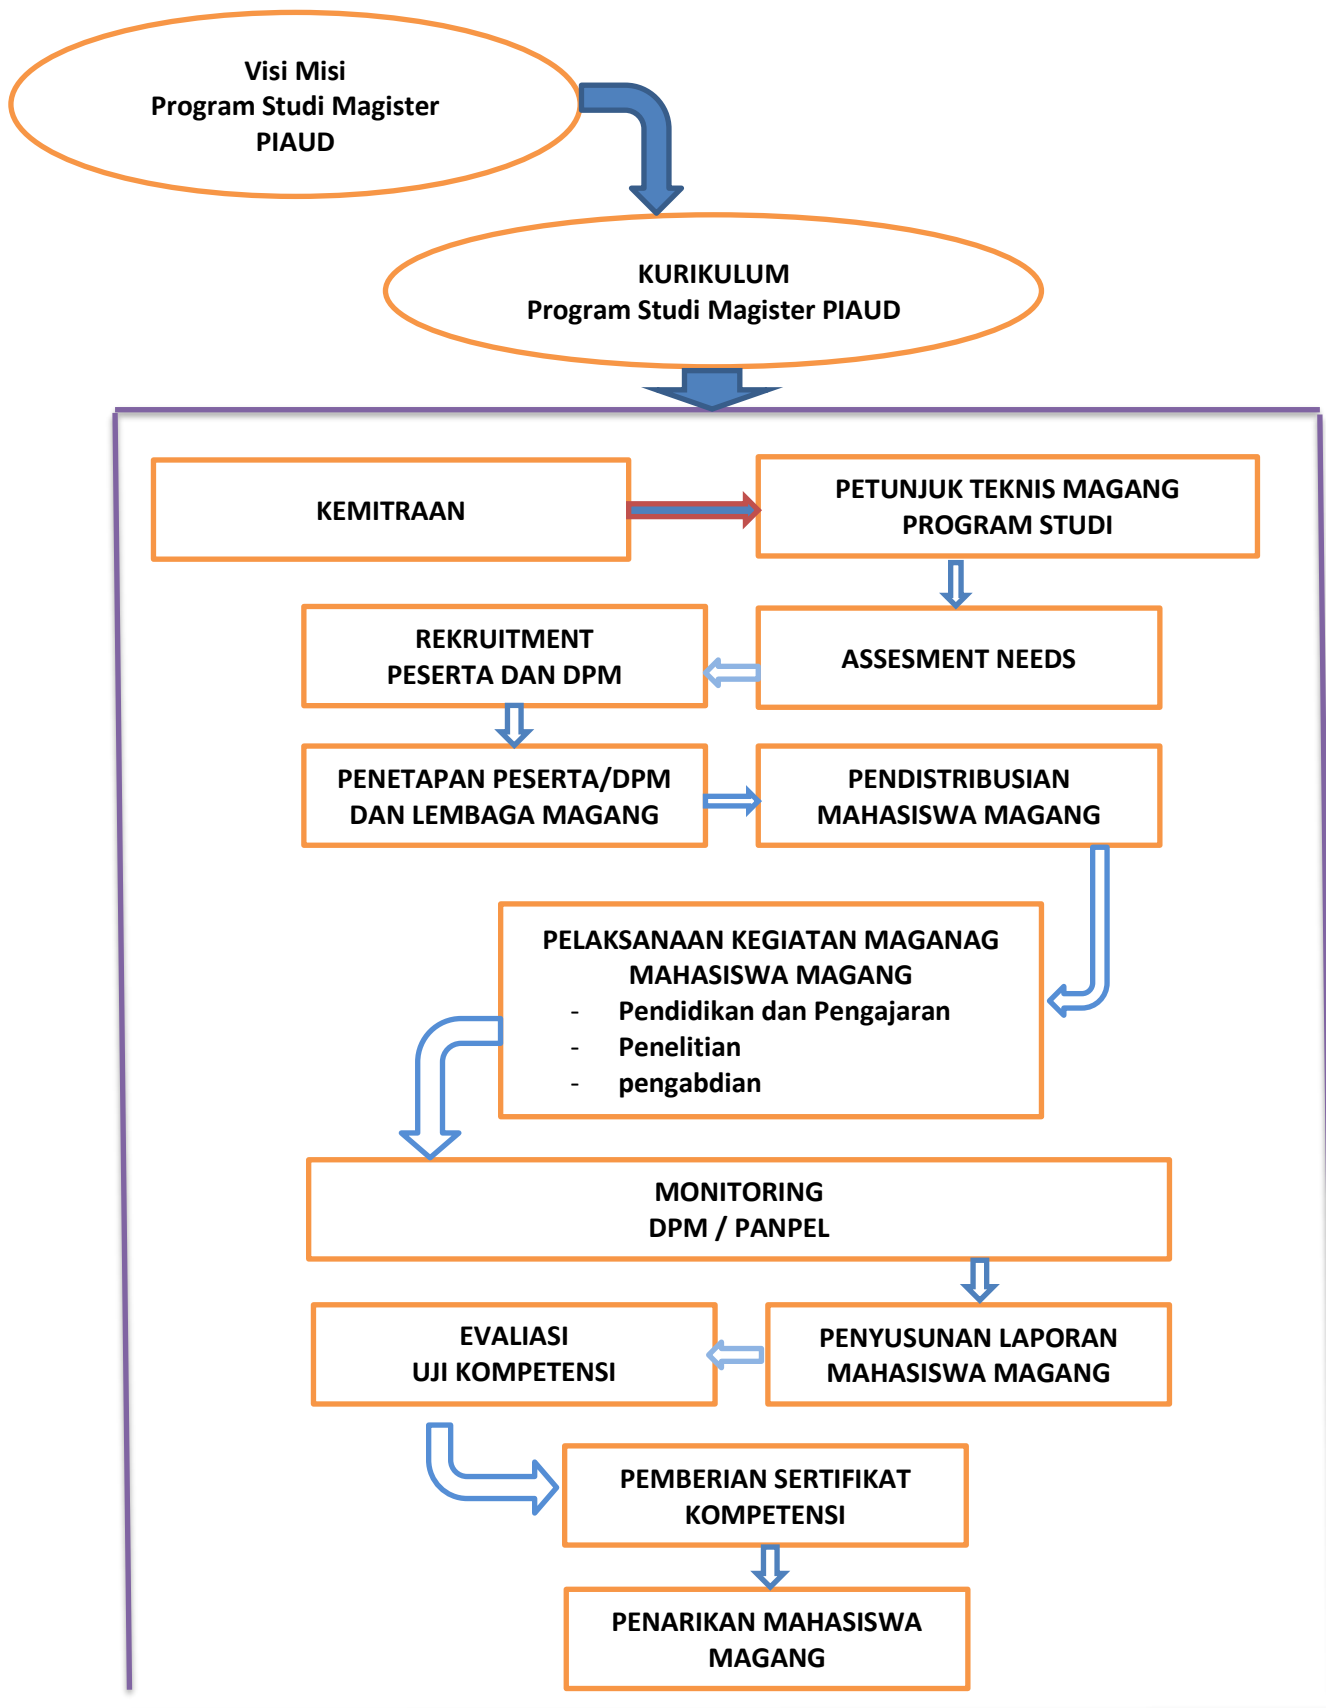 Visi Misi
Program Studi Magister
PIAUD
KURIKULUM
Program Studi Magister PIAUD
KEMITRAAN
PETUNJUK TEKNIS MAGANG
PROGRAM STUDI
REKRUITMENT
PESERTA DAN DPM
ASSESMENT NEEDS
PENETAPAN PESERTA/DPM
DAN LEMBAGA MAGANG
PENDISTRIBUSIAN
MAHASISWA MAGANG
PELAKSANAAN KEGIATAN MAGANAG
MAHASISWA MAGANG
- Pendidikan dan Pengajaran
- Penelitian
- pengabdian
MONITORING
DPM / PANPEL
EVALIASI
UJI KOMPETENSI
PENYUSUNAN LAPORAN
MAHASISWA MAGANG
PEMBERIAN SERTIFIKAT
KOMPETENSI
PENARIKAN MAHASISWA
MAGANG